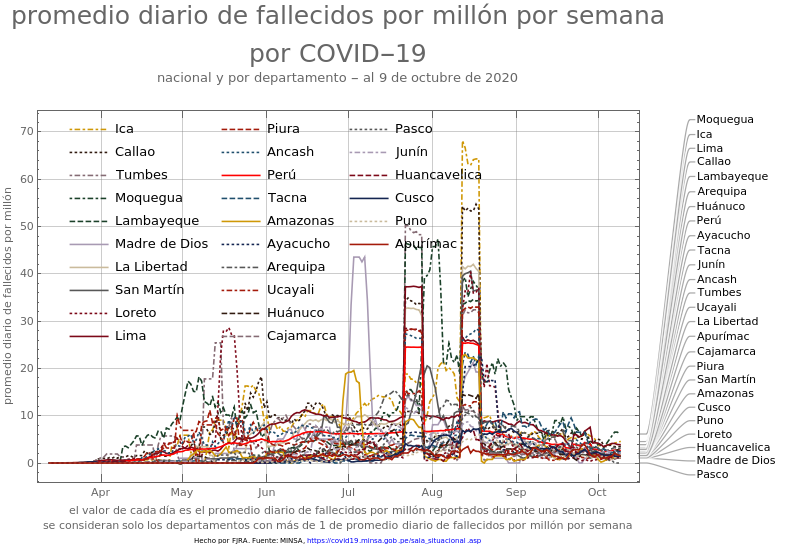 promedio diario de fallecidos por millón por semana
por COVID−19
nacional y por departamento − al 9 de octubre de 2020
promedio diario de fallecidos por millón
70
60
50
40
30
20
10
0
Ica
Callao
Tumbes
Moquegua
Lambayeque
Madre de Dios
La Libertad
San Martín
Loreto
Lima
Piura
Ancash
Perú
Tacna
Amazonas
Ayacucho
Arequipa
Ucayali
Huánuco
Cajamarca
Pasco
Junín
Huancavelica
Cusco
Puno
Apurímac
Moquegua
Ica
Lima
Callao
Lambayeque
Arequipa
Huánuco
Perú
Ayacucho
Tacna
Junín
Ancash
Tumbes
Ucayali
La Libertad
Apurímac
Cajamarca
Piura
San Martín
Amazonas
Cusco
Puno
Loreto
Huancavelica
Madre de Dios
Pasco
Apr May Jun Jul Aug Sep Oct
el valor de cada día es el promedio diario de fallecidos por millón reportados durante una semana
se consideran solo los departamentos con más de 1 de promedio diario de fallecidos por millón por semana
Hecho por FJRA. Fuente: MINSA, https://covid19.minsa.gob.pe/sala_situacional .asp